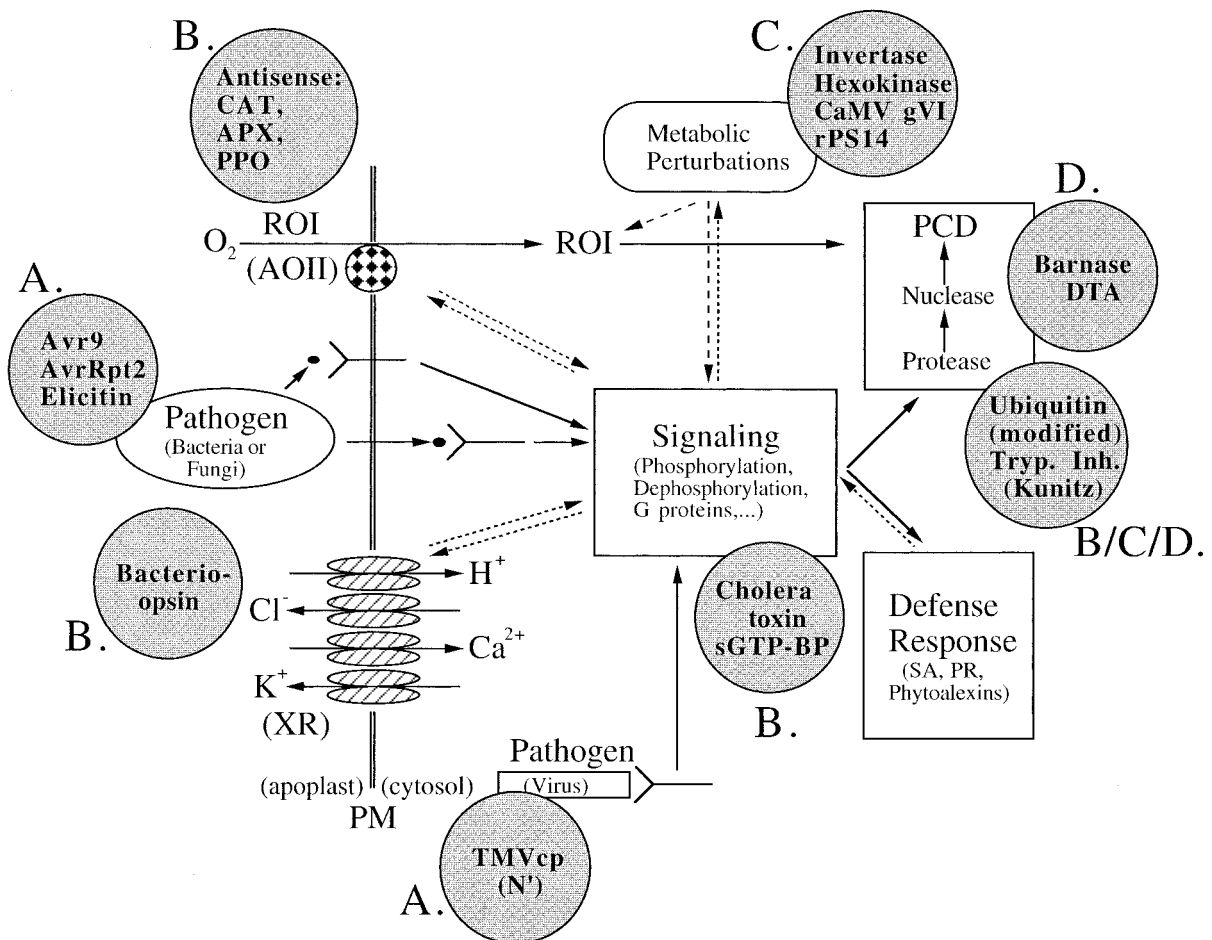 B.
Antisense:
CAT,
APX,
PPO
C.
Invertase
Hexokinase
CaMV gVI
rPS14
Metabolic
Perturbations
D.
PCD
Nuclease
Protease
Barnase
DTA
O2
ROI
(AOII)
ROI
A.
Avr9
AvrRpt2
Elicitin
Pathogen
(Bacteria or
Fungi)
Signaling
(Phosphorylation,
Dephosphorylation,
G proteins,...)
Ubiquitin
(modified)
Tryp. Inh.
(Kunitz)
B/C/D.
Bacterio-
opsin
B.
H+
Cl-
Ca2+
K+
(XR)
Cholera
toxin
sGTP-BP
B.
Defense
Response
(SA, PR,
Phytoalexins)
(apoplast)
(cytosol)
PM
Pathogen
(Virus)
TMVcp
(N')
A.